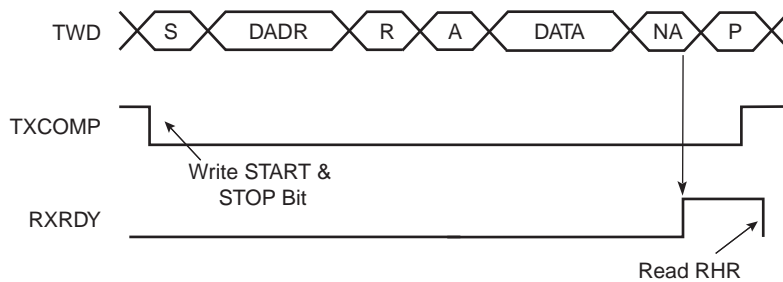 TWD S DADR R A DATA NA P
TXCOMP
Write START &
STOP Bit
RXRDY
Read RHR